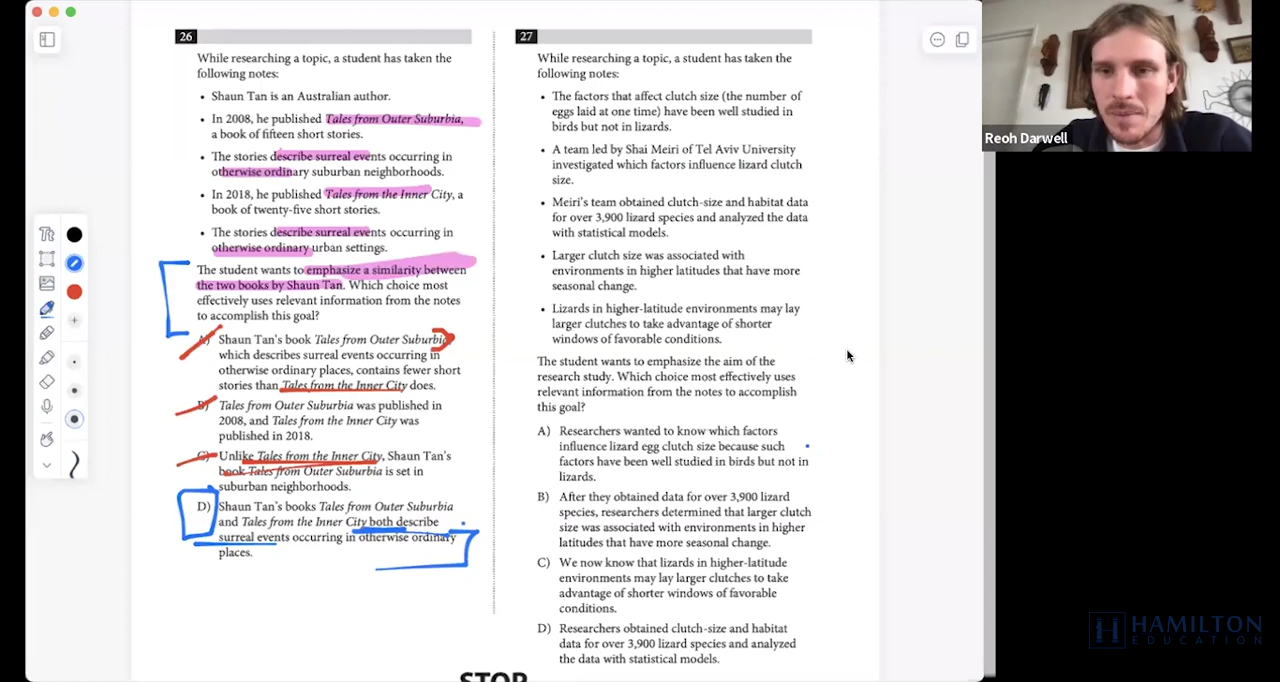 26
While researching a topic, a student has taken the
following notes:
• Shaun Tan is an Australian author.
• In 2008, he published Tales from Outer Suburbia,
a book of fifteen short stories.
• The stories describe surreal events occurring in
otherwise ordinary suburban neighborhoods.
• In 2018, he published Tales from the Inner City, a
book of twenty-five short stories.
• The stories describe surreal events occurring in
otherwise ordinary urban settings.
The student wants to emphasize a similarity between
the two books by Shaun Tan. Which choice most
effectively uses relevant information from the notes
to accomplish this goal?
A) Shaun Tan's book Tales from Outer Suburbia,
which describes surreal events occurring in
otherwise ordinary places, contains fewer short
stories than Tales from the Inner City does.
B) Tales from Outer Suburbia was published in
2008, and Tales from the Inner City was
published in 2018.
C) Unlike Tales from the Inner City, Shaun Tan's
book Tales from Outer Suburbia is set in
suburban neighborhoods.
D) Shaun Tan's books Tales from Outer Suburbia
and Tales from the Inner City both describe
surreal events occurring in otherwise ordinary
places.
27
While researching a topic, a student has taken the
following notes:
• The factors that affect clutch size (the number of
eggs laid at one time) have been well studied in
birds but not in lizards.
• A team led by Shai Meiri of Tel Aviv University
investigated which factors influence lizard clutch
size.
• Meiri's team obtained clutch-size and habitat data
for over 3,900 lizard species and analyzed the data
with statistical models.
• Larger clutch size was associated with
environments in higher latitudes that have more
seasonal change.
• Lizards in higher-latitude environments may lay
larger clutches to take advantage of shorter
windows of favorable conditions.
The student wants to emphasize the aim of the
research study. Which choice most effectively uses
relevant information from the notes to accomplish
this goal?
A) Researchers wanted to know which factors
influence lizard egg clutch size because such
factors have been well studied in birds but not in
lizards.
B) After they obtained data for over 3,900 lizard
species, researchers determined that larger clutch
size was associated with environments in higher
latitudes that have more seasonal change.
C) We now know that lizards in higher-latitude
environments may lay larger clutches to take
advantage of shorter windows of favorable
conditions.
D) Researchers obtained clutch-size and habitat
data for over 3,900 lizard species and analyzed
the data with statistical models.
STOP
Reoh Darwell
HAMILTON
EDUCATION